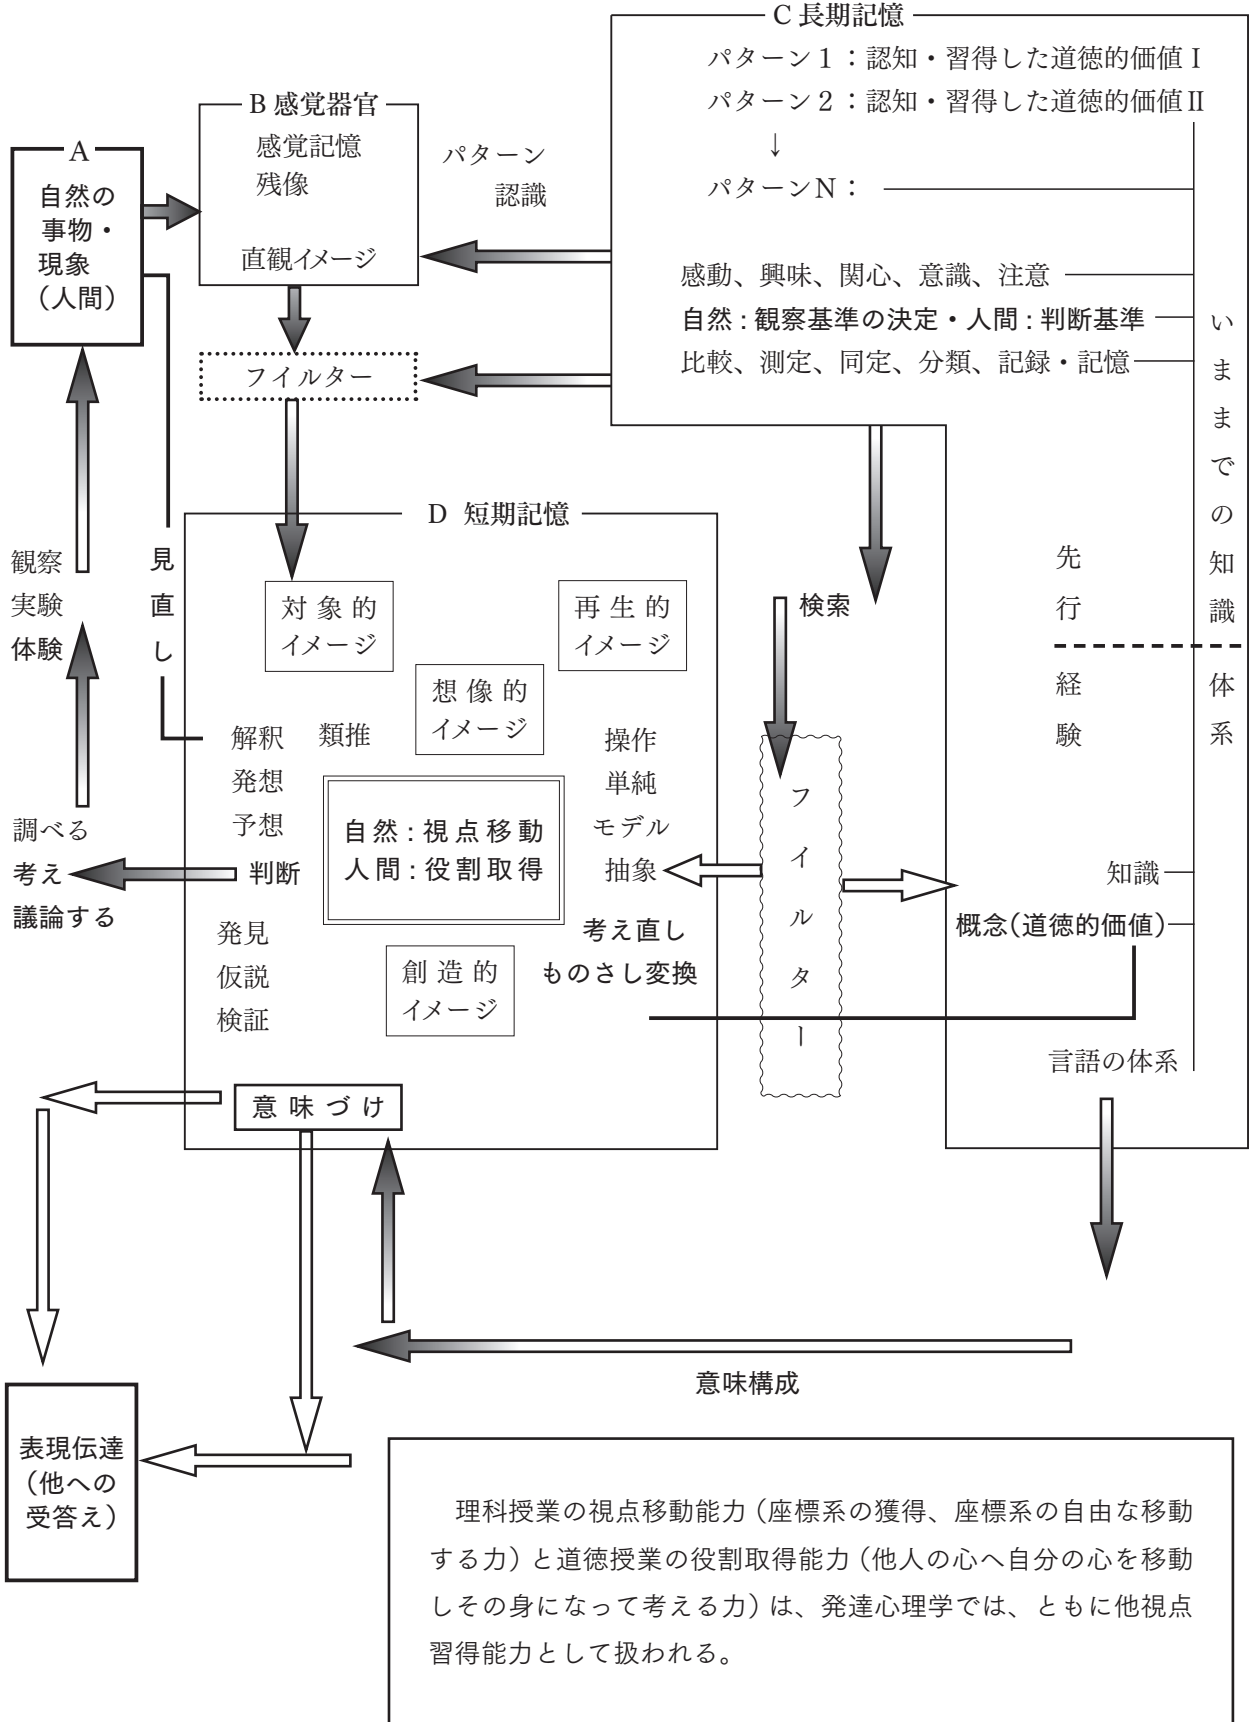 C 長期記憶
パターン1：認知・習得した道徳的価値Ⅰ
パターン2：認知・習得した道徳的価値Ⅱ
↓
パターンN：
感動、興味、関心、意識、注意
自然：観察基準の決定・人間：判断基準
比較、測定、同定、分類、記録・記憶
いままでの知識体系
先行経験
知識
概念（道徳的価値）
言語の体系
B 感覚器官
感覚記憶
残像
直観イメージ
パターン
認識
A
自然の
事物・
現象
（人間）
フイルター
観察
実験
体験
見直し
調べる
考え
議論する
D 短期記憶
対象的
イメージ
再生的
イメージ
想像的
イメージ
解釈
類推
発想
予想
判断
発見
仮説
検証
自然：視点移動
人間：役割取得
操作
単純
モデル
抽象
考え直し
ものさし変換
創造的
イメージ
意味づけ
検索
フイルター
意味構成
表現伝達
（他への
受答え）
理科授業の視点移動能力（座標系の獲得、座標系の自由な移動
する力）と道徳授業の役割取得能力（他人の心へ自分の心を移動
しその身になって考える力）は、発達心理学では、ともに他視点
習得能力として扱われる。